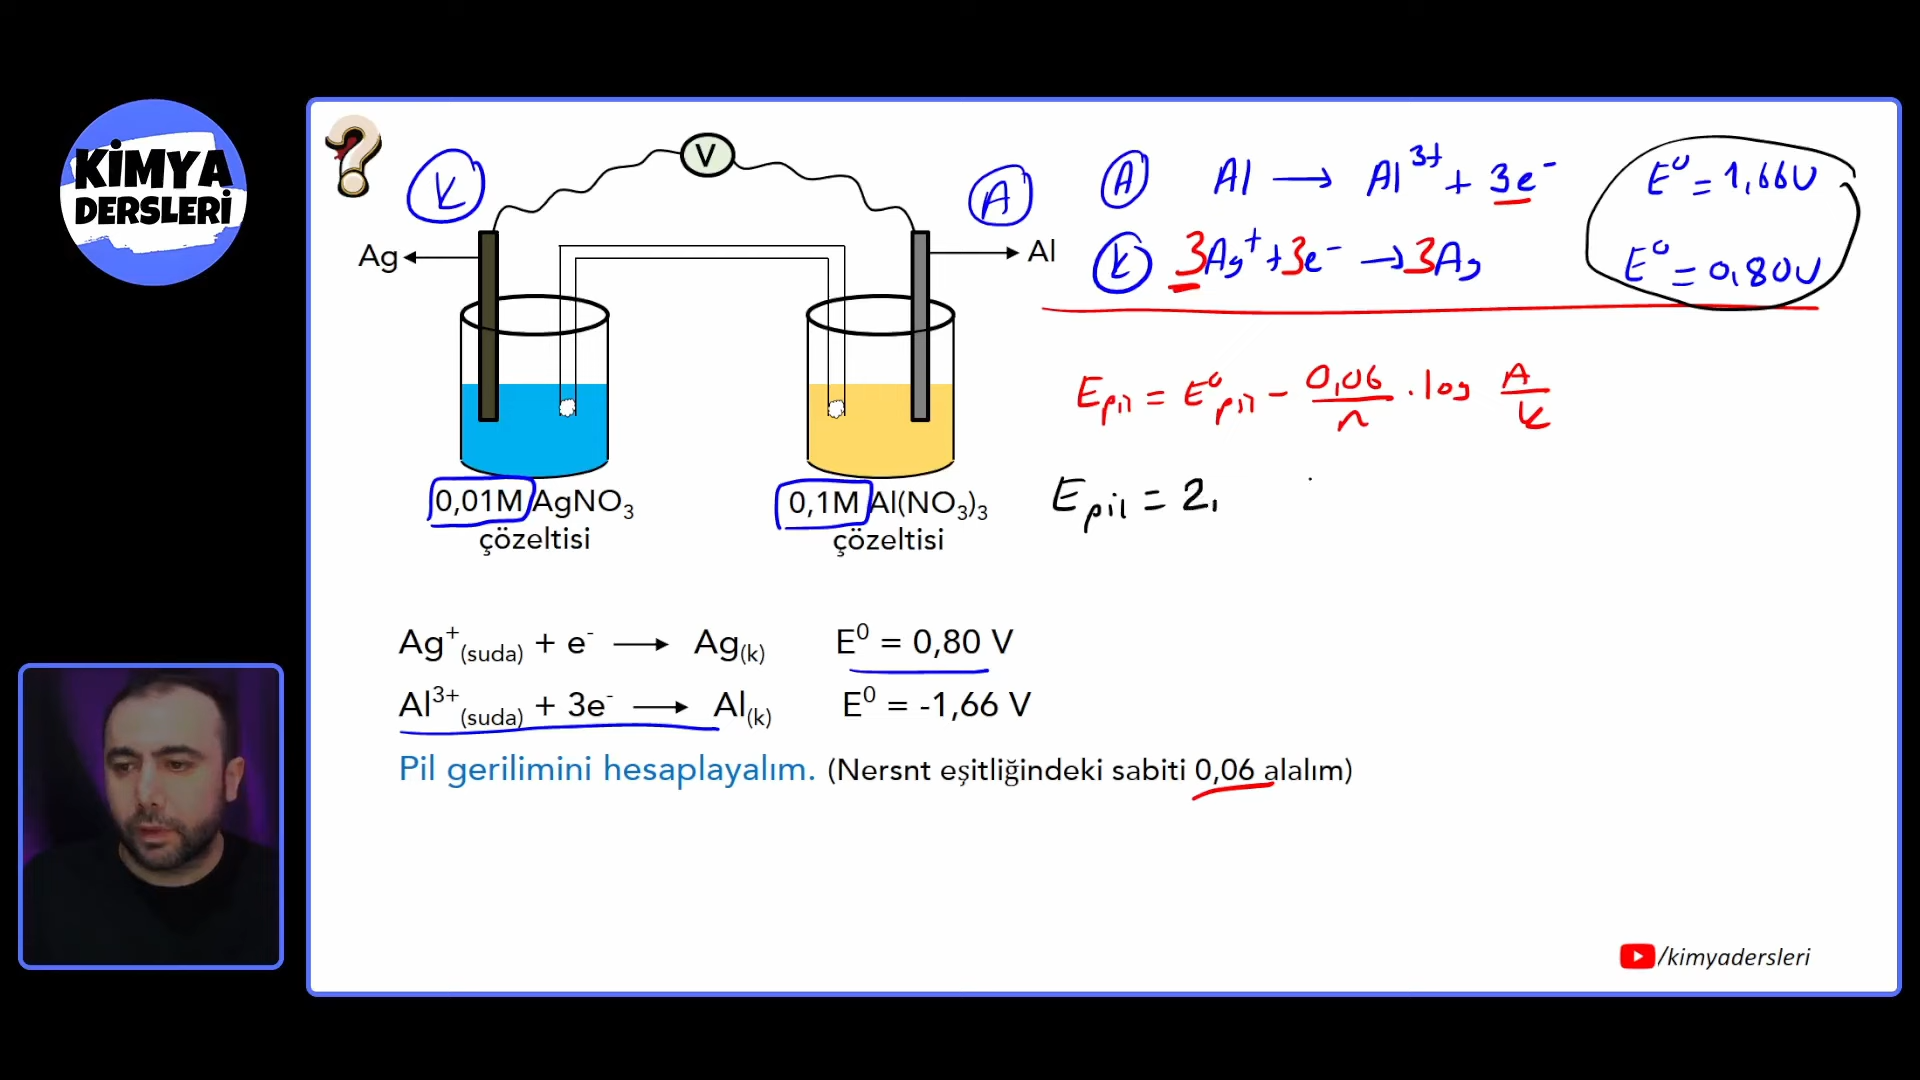 KİMYA
DERSLERİ
?
K
V
A
Ag
Al
0,01M AgNO₃
çözeltisi
0,1M Al(NO₃)₃
çözeltisi
A Al → Al³⁺ + 3e⁻ E⁰ = 1,66V
K 3Ag⁺ + 3e⁻ → 3Ag E⁰ = 0,80V
Epil = E⁰pil - 0,06/n . log A/K
Epil = 2,
Ag⁺(suda) + e⁻ → Ag(k) E⁰ = 0,80 V
Al³⁺(suda) + 3e⁻ → Al(k) E⁰ = -1,66 V
Pil gerilimini hesaplayalım. (Nersnt eşitliğindeki sabiti 0,06 alalım)
/kimyadersleri